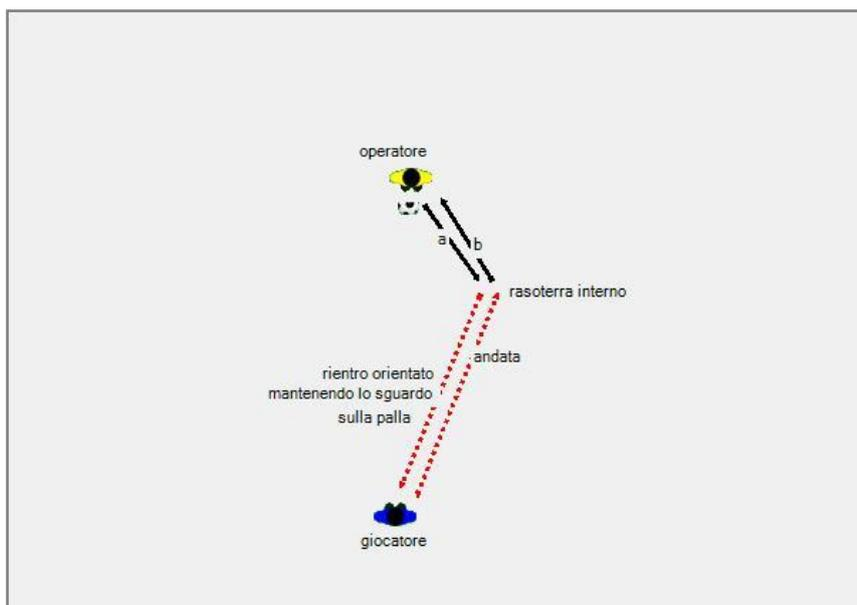 operatore
a
b
rasoterra interno
andata
rientro orientato
mantenendo lo sguardo
sulla palla
giocatore